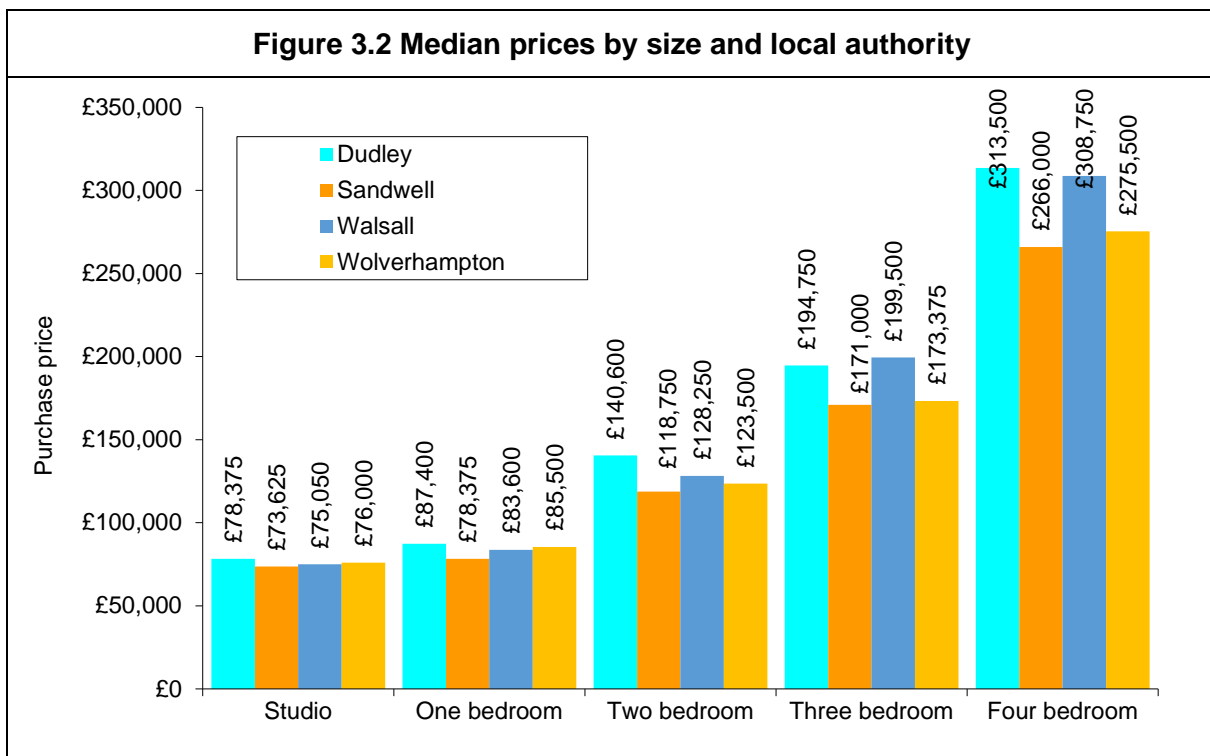 Figure 3.2 Median prices by size and local authority
£350,000
£300,000
£250,000
£200,000
£150,000
£100,000
£50,000
£0
Purchase price
Dudley
Sandwell
Walsall
Wolverhampton
£78,375
£73,625
£75,050
£76,000
£87,400
£78,375
£83,600
£85,500
£140,600
£118,750
£128,250
£123,500
£194,750
£171,000
£199,500
£173,375
£313,500
£266,000
£308,750
£275,500
Studio
One bedroom
Two bedroom
Three bedroom
Four bedroom